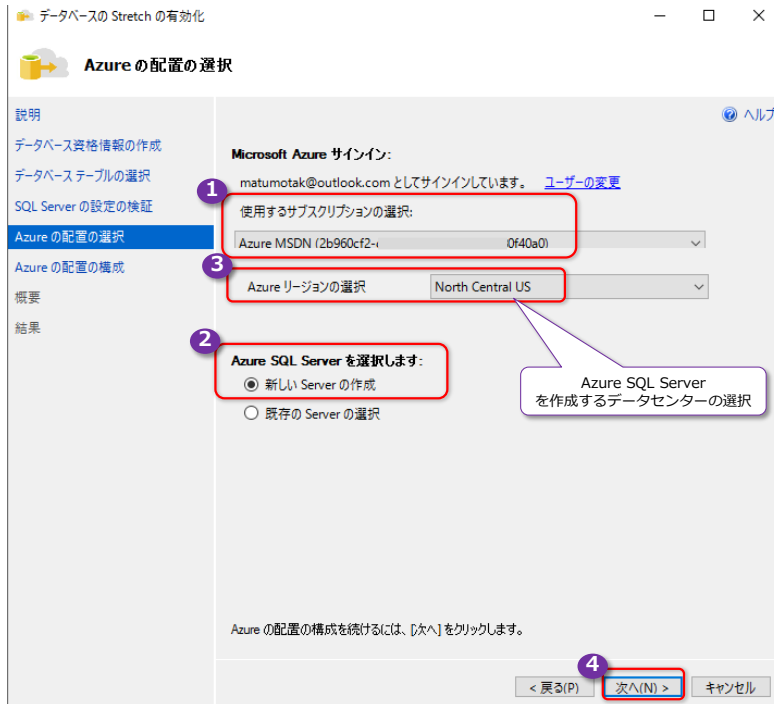 データベースの Stretch の有効化
Azure の配置の選択
説明
データベース資格情報の作成
データベース テーブルの選択
SQL Server の設定の検証
Azure の配置の選択
Azure の配置の構成
概要
結果
ヘルプ
Microsoft Azure サインイン:
matumotak@outlook.com としてサインインしています。 ユーザーの変更
1
使用するサブスクリプションの選択:
Azure MSDN (2b960cf2- 0f40a0)
3
Azure リージョンの選択 North Central US
2
Azure SQL Server を選択します:
新しい Server の作成
既存の Server の選択
Azure SQL Server
を作成するデータセンターの選択
Azure の配置の構成を続けるには、[次へ] をクリックします。
4
< 戻る(P) 次へ(N) > キャンセル